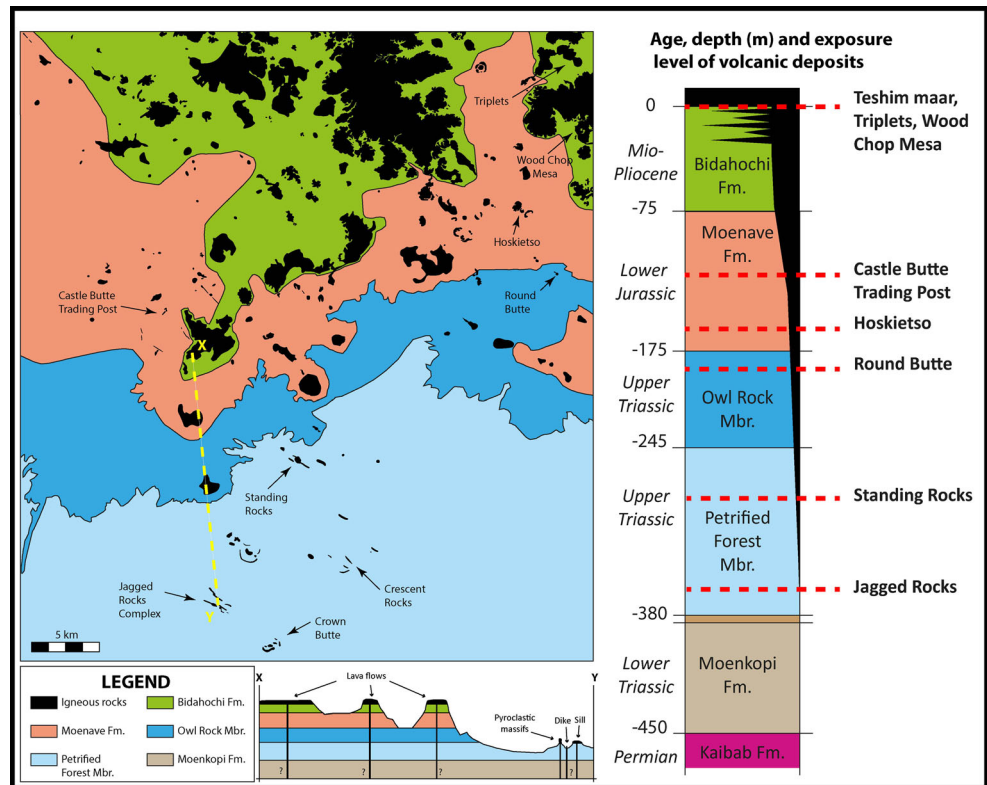 Triplets
Wood
Chop
Mesa
Hoskietso
Castle Butte
Trading Post
Round
Butte
X
Standing
Rocks
Jagged
Rocks
Complex
Y
Crescent
Rocks
Crown
Butte
5 km
LEGEND
Igneous rocks
Bidahochi Fm.
Moenave Fm.
Owl Rock Mbr.
Petrified
Forest Mbr.
Moenkopi Fm.
X
Lava flows
Y
Pyroclastic
massifs
Dike
Sill
?
?
?
?
Age, depth (m) and exposure
level of volcanic deposits
0
Teshim maar,
Triplets, Wood
Chop Mesa
Mio-
Pliocene
Bidahochi
Fm.
-75
Moenave
Fm.
Lower
Jurassic
Castle Butte
Trading Post
Hoskietso
-175
Round Butte
Upper
Triassic
Owl Rock
Mbr.
-245
Standing Rocks
Upper
Triassic
Petrified
Forest
Mbr.
Jagged Rocks
-380
Lower
Triassic
Moenkopi
Fm.
-450
Permian
Kaibab Fm.